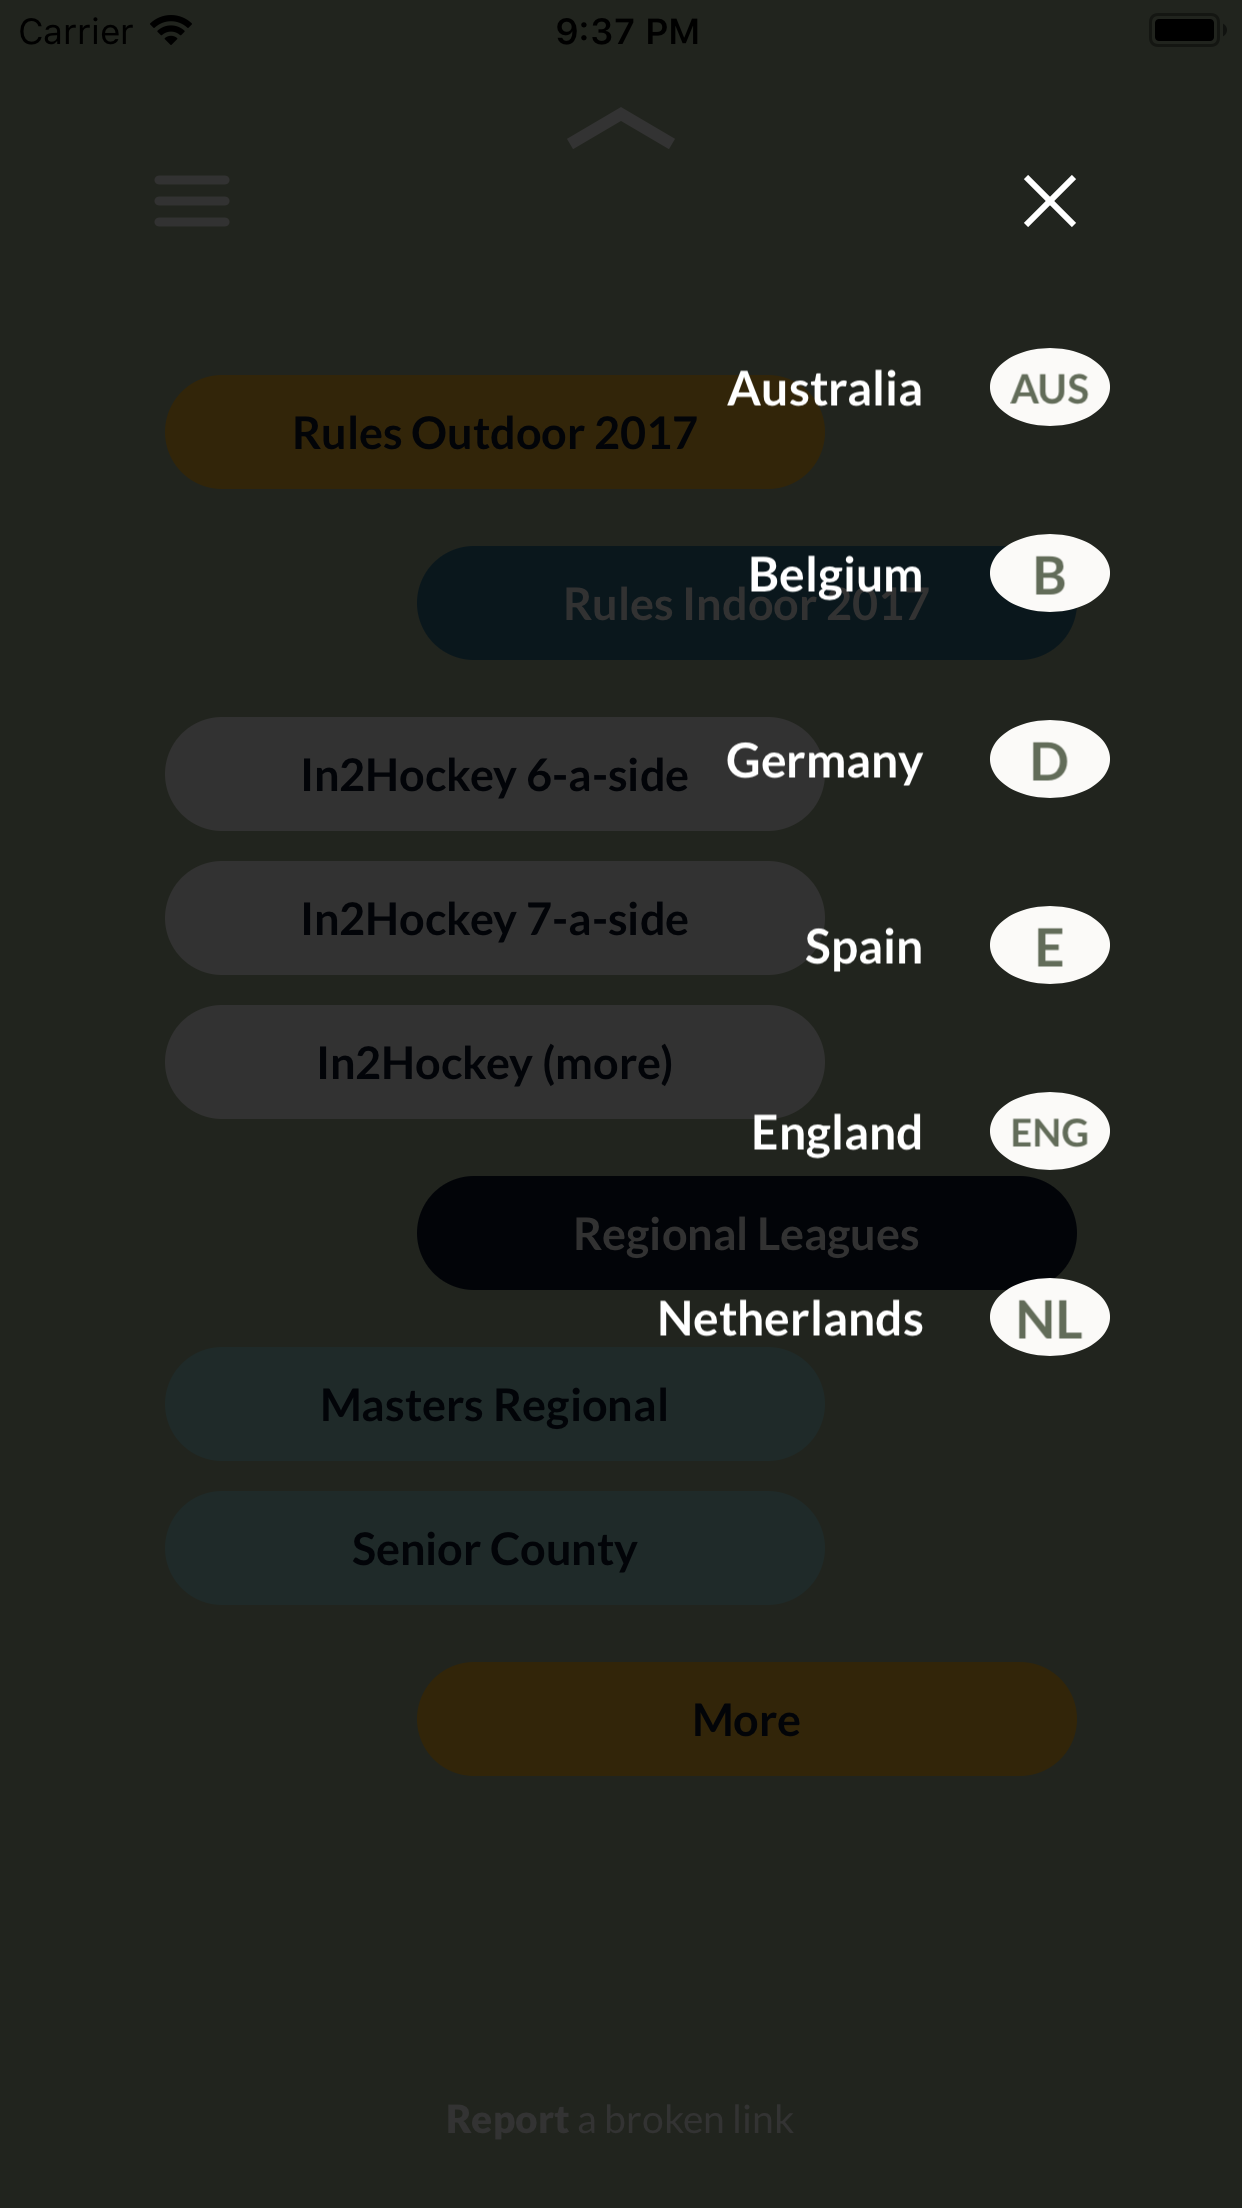 Carrier 9:37 PM
Australia AUS
Rules Outdoor 2017
Belgium B
Rules Indoor 2017
Germany D
In2Hockey 6-a-side
In2Hockey 7-a-side
Spain E
In2Hockey (more)
England ENG
Regional Leagues
Netherlands NL
Masters Regional
Senior County
More
Report a broken link